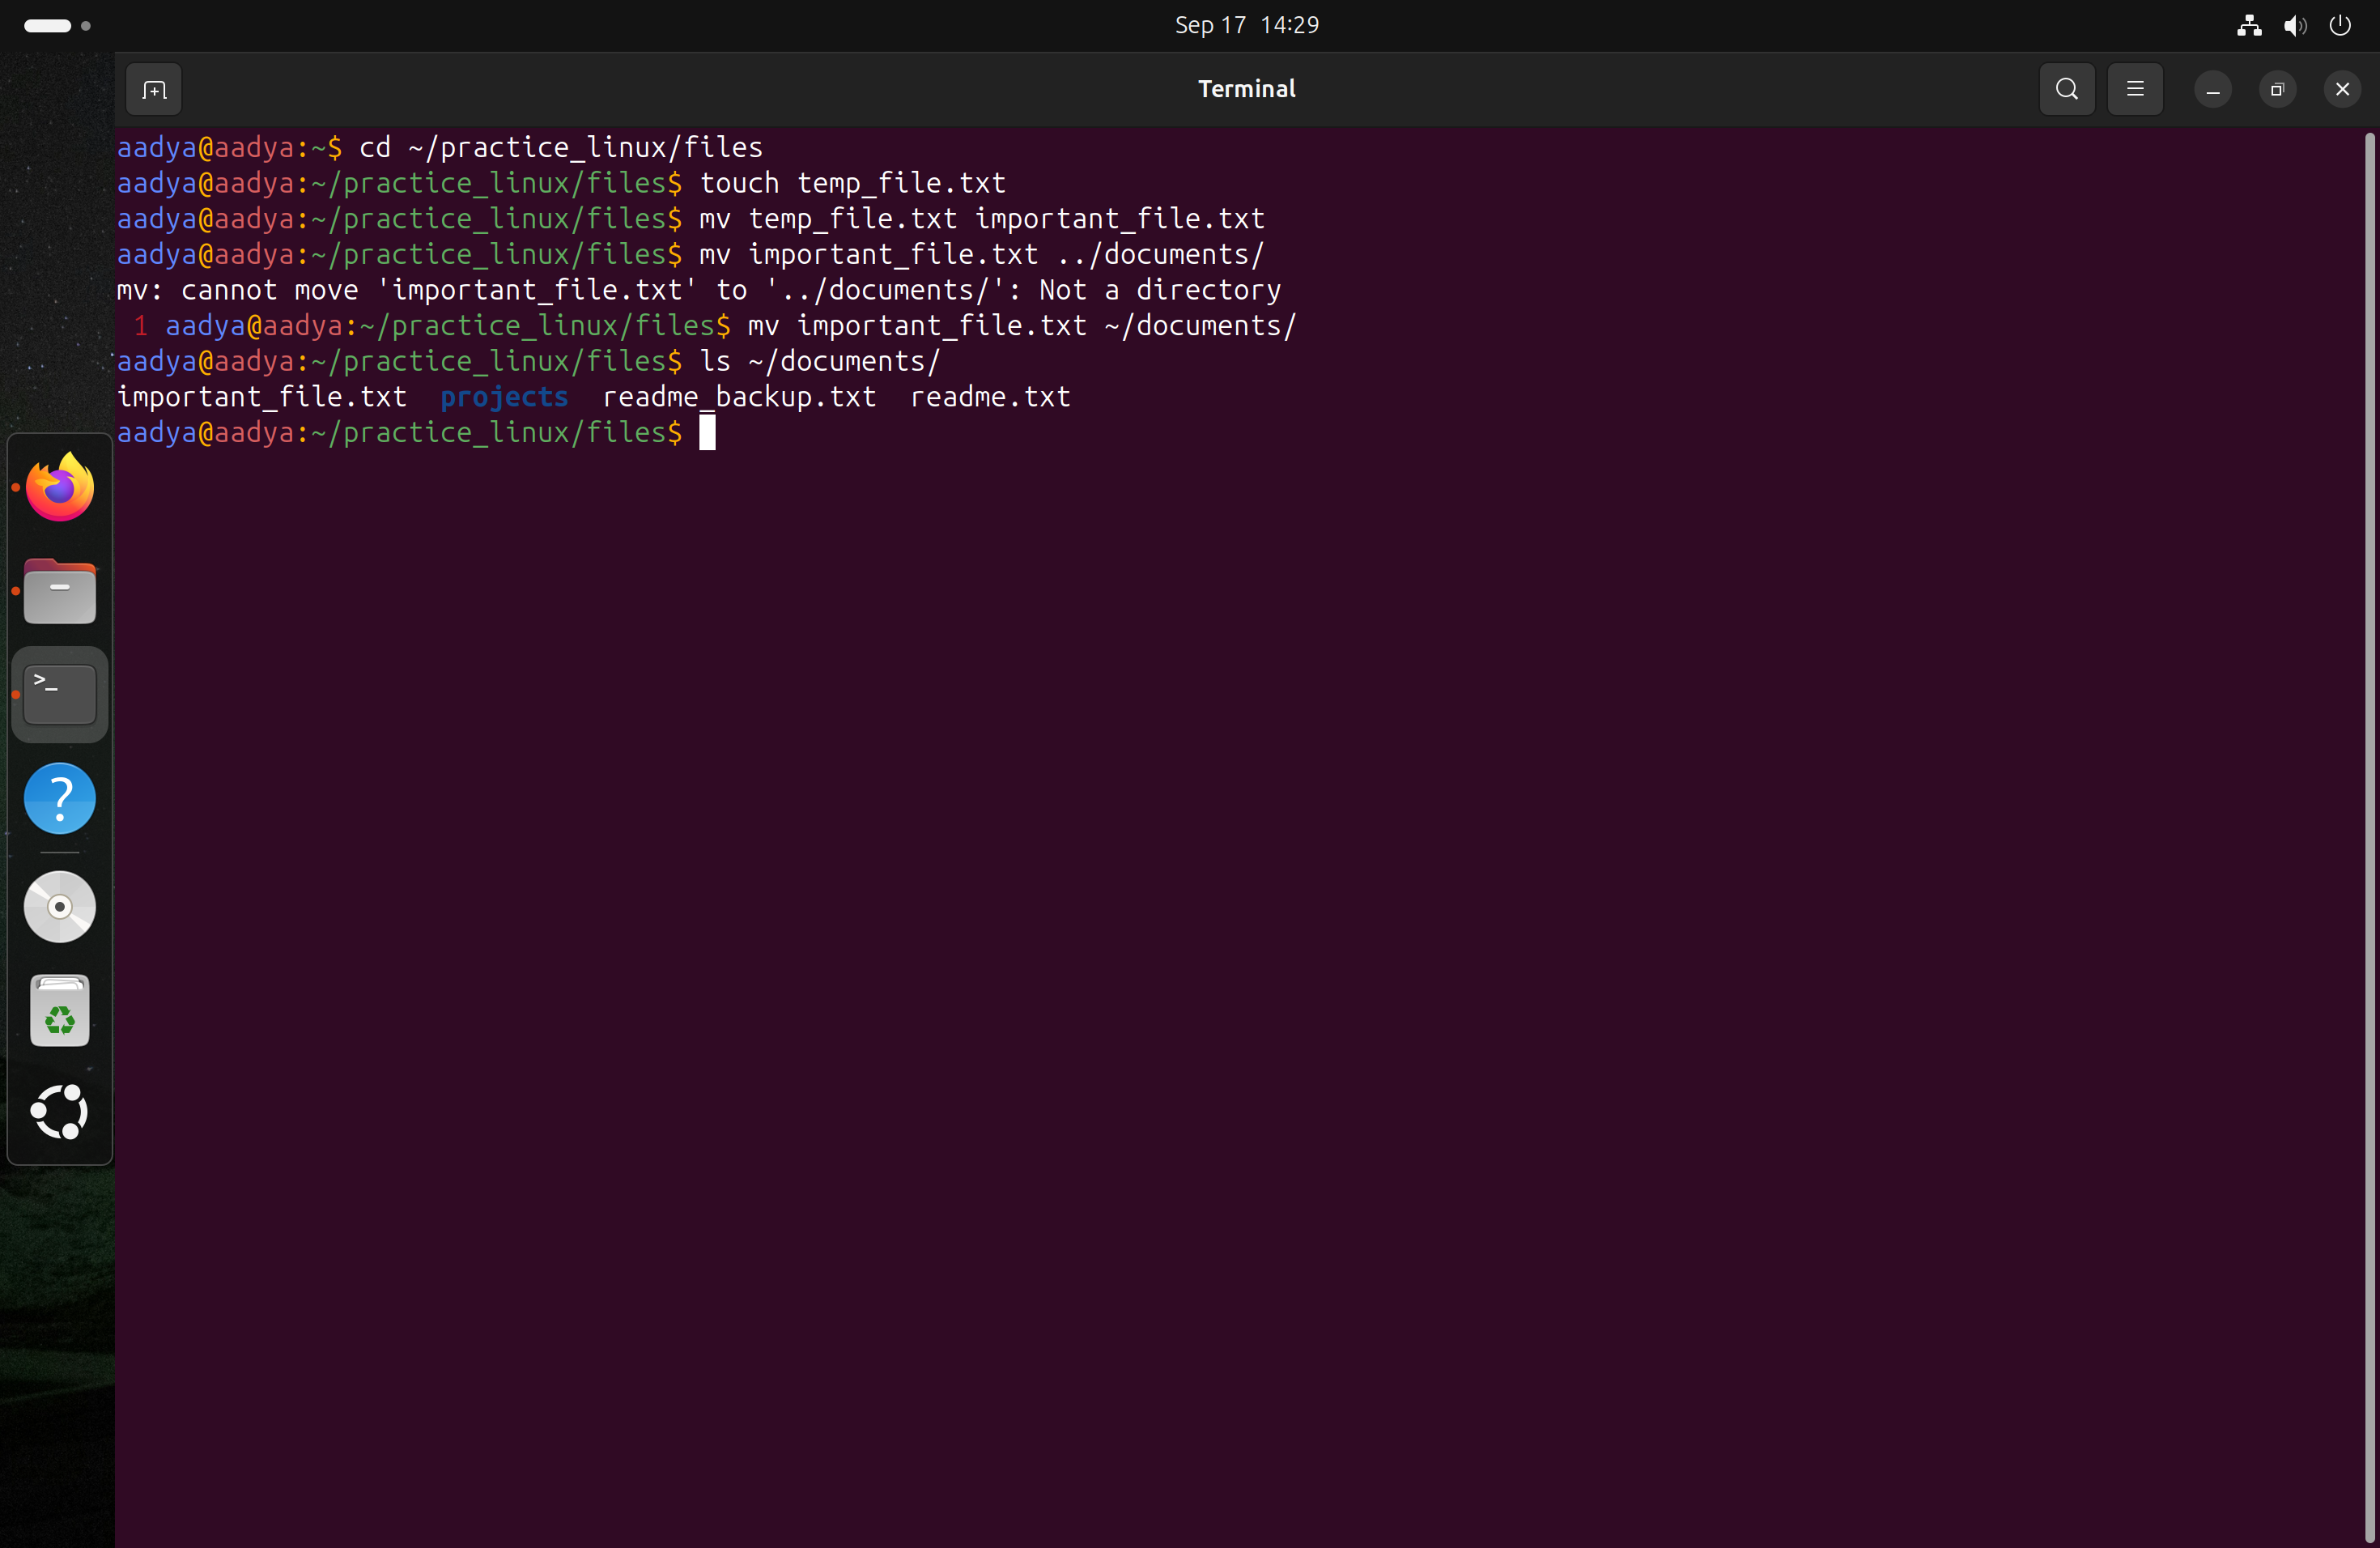 Sep 17 14:29
Terminal
aadya@aadya:~$ cd ~/practice_linux/files
aadya@aadya:~/practice_linux/files$ touch temp_file.txt
aadya@aadya:~/practice_linux/files$ mv temp_file.txt important_file.txt
aadya@aadya:~/practice_linux/files$ mv important_file.txt ../documents/
mv: cannot move 'important_file.txt' to '../documents/': Not a directory
1 aadya@aadya:~/practice_linux/files$ mv important_file.txt ~/documents/
aadya@aadya:~/practice_linux/files$ ls ~/documents/
important_file.txt projects readme_backup.txt readme.txt
aadya@aadya:~/practice_linux/files$